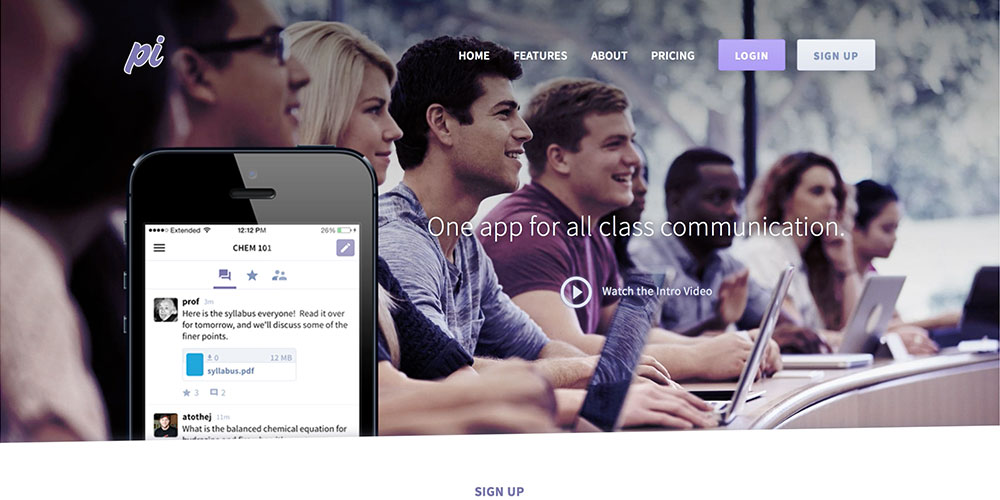 pi
HOME FEATURES ABOUT PRICING LOGIN SIGN UP
One app for all class communication.
Watch the Intro Video
Extended 12:12 PM 26%
CHEM 101
prof 3m
Here is the syllabus everyone! Read it over
for tomorrow, and we'll discuss some of the
finer points.
0 12 MB
syllabus.pdf
3 2
atothej 11m
What is the balanced chemical equation for
SIGN UP